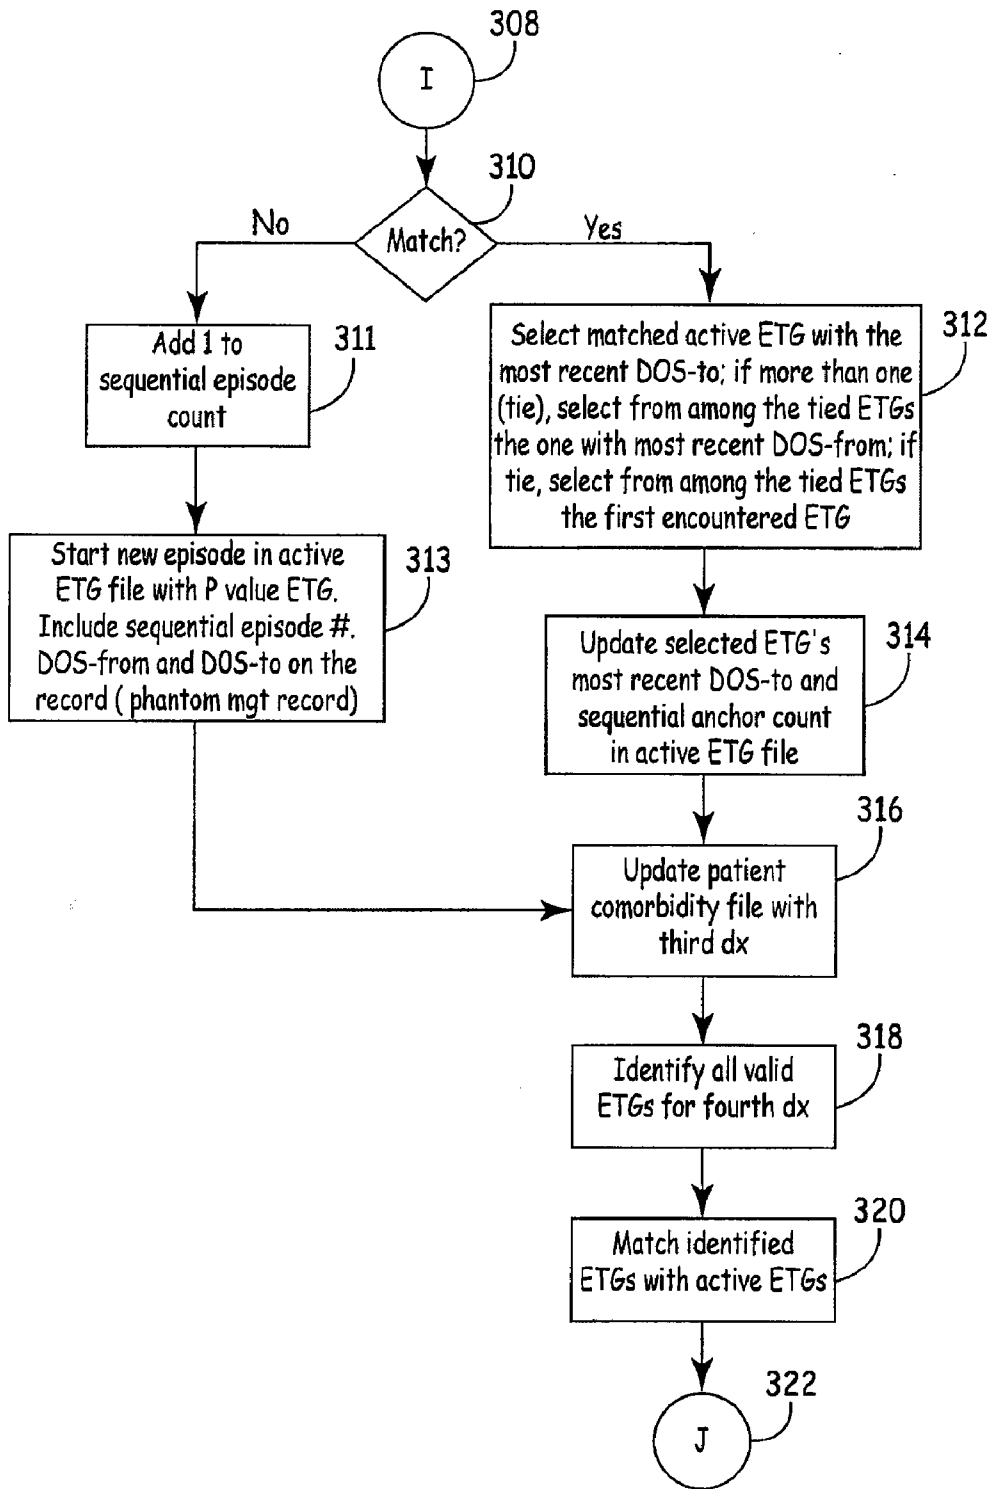 308
I
310
Match?
No
Yes
Add 1 to
sequential episode
count
311
Select matched active ETG with the
most recent DOS-to; if more than one
(tie), select from among the tied ETGs
the one with most recent DOS-from; if
tie, select from among the tied ETGs
the first encountered ETG
312
Start new episode in active
ETG file with P value ETG.
Include sequential episode #.
DOS-from and DOS-to on the
record ( phantom mgt record)
313
Update selected ETG's
most recent DOS-to and
sequential anchor count
in active ETG file
314
Update patient
comorbidity file with
third dx
316
Identify all valid
ETGs for fourth dx
318
Match identified
ETGs with active ETGs
320
J
322